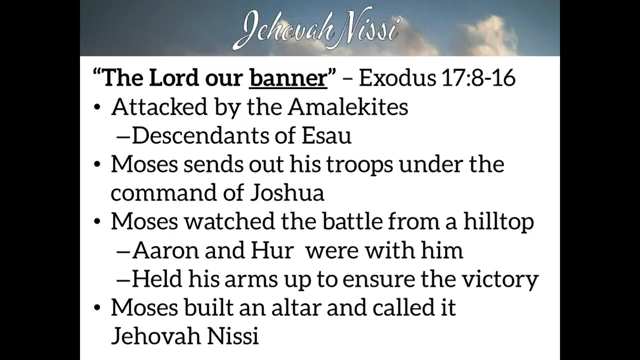 Jehovah Nissi
“The Lord our banner” – Exodus 17:8-16
• Attacked by the Amalekites
–Descendants of Esau
• Moses sends out his troops under the
command of Joshua
• Moses watched the battle from a hilltop
–Aaron and Hur were with him
–Held his arms up to ensure the victory
• Moses built an altar and called it
Jehovah Nissi